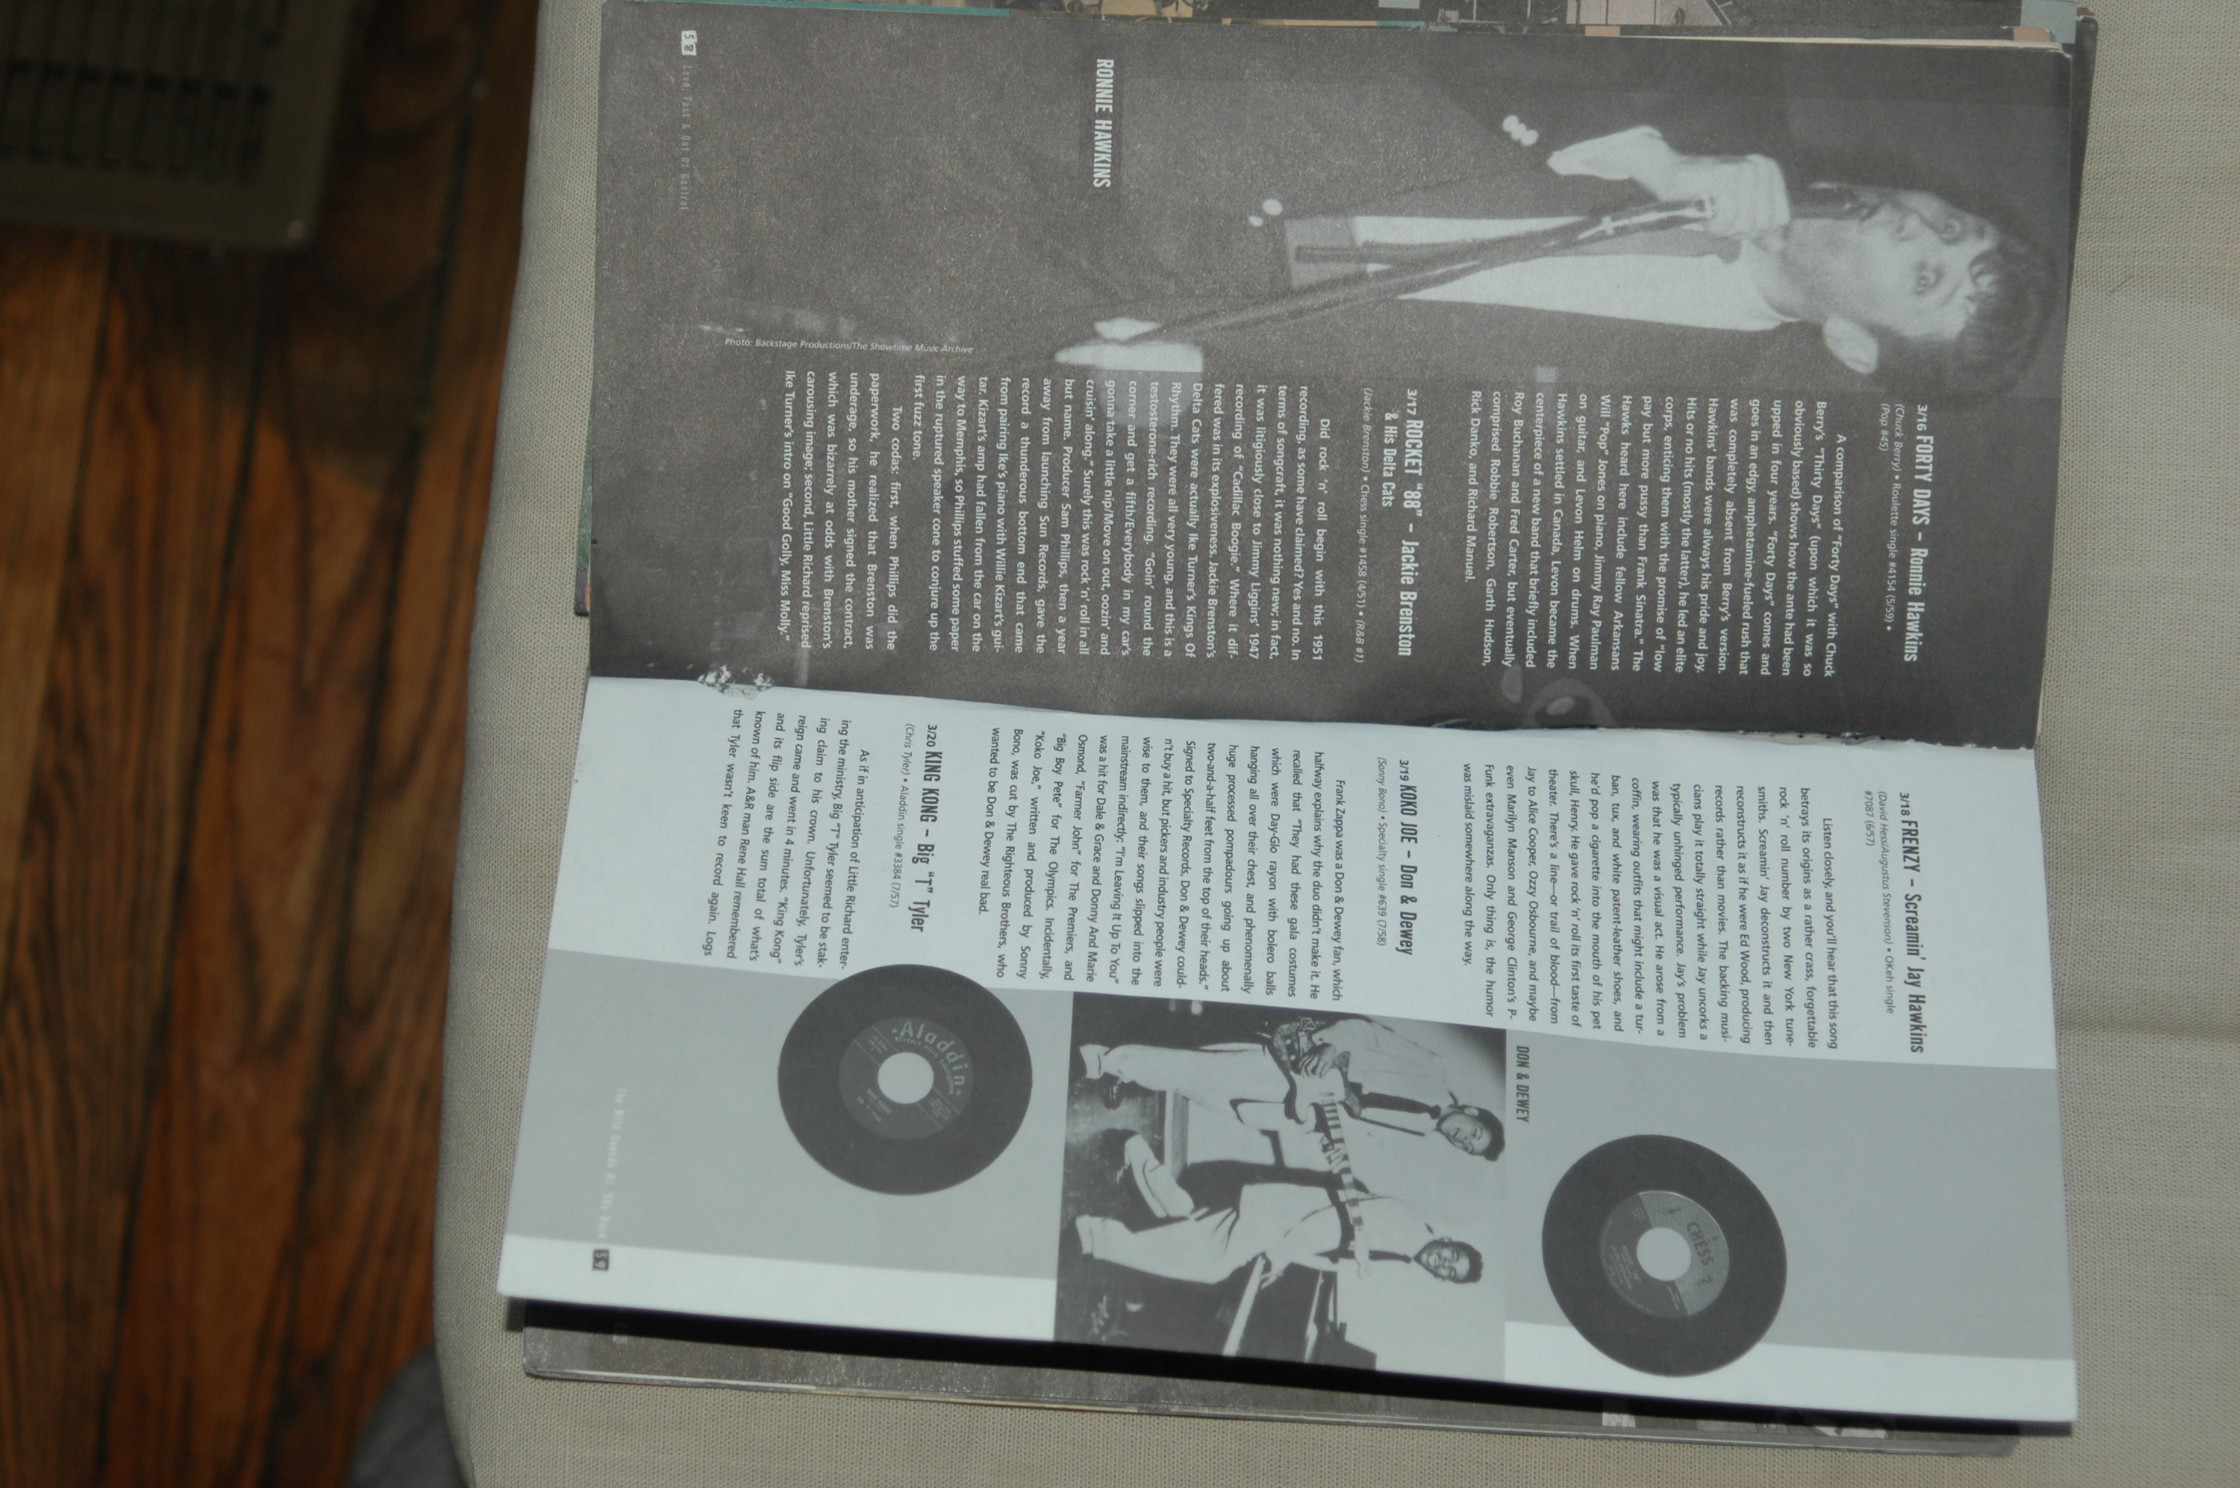 RONNIE HAWKINS
Photo: Backstage Productions/The Showtime Music Archive
58 Loud, Fast & Out Of Control
3/16 FORTY DAYS – Ronnie Hawkins
(Chuck Berry) • Roulette single #4154 (5/59) •
(Pop #45)
A comparison of "Forty Days" with Chuck
Berry's "Thirty Days" (upon which it was so
obviously based) shows how the ante had been
upped in four years. "Forty Days" comes and
goes in an edgy, amphetamine-fueled rush that
was completely absent from Berry's version.
Hawkins' bands were always his pride and joy.
Hits or no hits (mostly the latter), he led an elite
corps, enticing them with the promise of "low
pay but more pussy than Frank Sinatra." The
Hawks heard here include fellow Arkansans
Will "Pop" Jones on piano, Jimmy Ray Paulman
on guitar, and Levon Helm on drums. When
Hawkins settled in Canada, Levon became the
centerpiece of a new band that briefly included
Roy Buchanan and Fred Carter, but eventually
comprised Robbie Robertson, Garth Hudson,
Rick Danko, and Richard Manuel.
3/17 ROCKET "88" – Jackie Brenston
& His Delta Cats
(Jackie Brenston) • Chess single #1458 (4/51) • (R&B #1)
Did rock 'n' roll begin with this 1951
recording, as some have claimed? Yes and no. In
terms of songcraft, it was nothing new; in fact,
it was litigiously close to Jimmy Liggins' 1947
recording of "Cadillac Boogie." Where it dif-
fered was in its explosiveness. Jackie Brenston's
Delta Cats were actually Ike Turner's Kings Of
Rhythm. They were all very young, and this is a
testosterone-rich recording. "Goin' round the
corner and get a fifth/Everybody in my car's
gonna take a little nip/Move on out, oozin' and
cruisin' along." Surely this was rock 'n' roll in all
but name. Producer Sam Phillips, then a year
away from launching Sun Records, gave the
record a thunderous bottom end that came
from pairing Ike's piano with Willie Kizart's gui-
tar. Kizart's amp had fallen from the car on the
way to Memphis, so Phillips stuffed some paper
in the ruptured speaker cone to conjure up the
first fuzz tone.
Two codas: first, when Phillips did the
paperwork, he realized that Brenston was
underage, so his mother signed the contract,
which was bizarrely at odds with Brenston's
carousing image; second, Little Richard reprised
Ike Turner's intro on "Good Golly, Miss Molly."
3/18 FRENZY – Screamin' Jay Hawkins
(David Hess/Augustus Stevenson) • OKeh single
#7087 (6/57)
Listen closely, and you'll hear that this song
betrays its origins as a rather crass, forgettable
rock 'n' roll number by two New York tune-
smiths. Screamin' Jay deconstructs it and then
reconstructs it as if he were Ed Wood, producing
records rather than movies. The backing musi-
cians play it totally straight while Jay uncorks a
typically unhinged performance. Jay's problem
was that he was a visual act. He arose from a
coffin, wearing outfits that might include a tur-
ban, tux, and white patent-leather shoes, and
he'd pop a cigarette into the mouth of his pet
skull, Henry. He gave rock 'n' roll its first taste of
theater. There's a line—or trail of blood—from
Jay to Alice Cooper, Ozzy Osbourne, and maybe
even Marilyn Manson and George Clinton's P-
Funk extravaganzas. Only thing is, the humor
was mislaid somewhere along the way.
3/19 KOKO JOE – Don & Dewey
(Sonny Bono) • Specialty single #639 (7/58)
Frank Zappa was a Don & Dewey fan, which
halfway explains why the duo didn't make it. He
recalled that "They had these gala costumes
which were Day-Glo rayon with bolero balls
hanging all over their chest, and phenomenally
huge processed pompadours going up about
two-and-a-half feet from the top of their heads."
Signed to Specialty Records, Don & Dewey could-
n't buy a hit, but pickers and industry people were
wise to them, and their songs slipped into the
mainstream indirectly: "I'm Leaving It Up To You"
was a hit for Dale & Grace and Donny And Marie
Osmond, "Farmer John" for The Premiers, and
"Big Boy Pete" for The Olympics. Incidentally,
"Koko Joe," written and produced by Sonny
Bono, was cut by The Righteous Brothers, who
wanted to be Don & Dewey real bad.
3/20 KING KONG – Big "T" Tyler
(Chris Tyler) • Aladdin single #3384 (7/57)
As if in anticipation of Little Richard enter-
ing the ministry, Big "T" Tyler seemed to be stak-
ing claim to his crown. Unfortunately, Tyler's
reign came and went in 4 minutes. "King Kong"
and its flip side are the sum total of what's
known of him. A&R man Rene Hall remembered
that Tyler wasn't keen to record again. Logs
CHESS
DON & DEWEY
Aladdin
The Wild Sounds Of '50s Rock 59